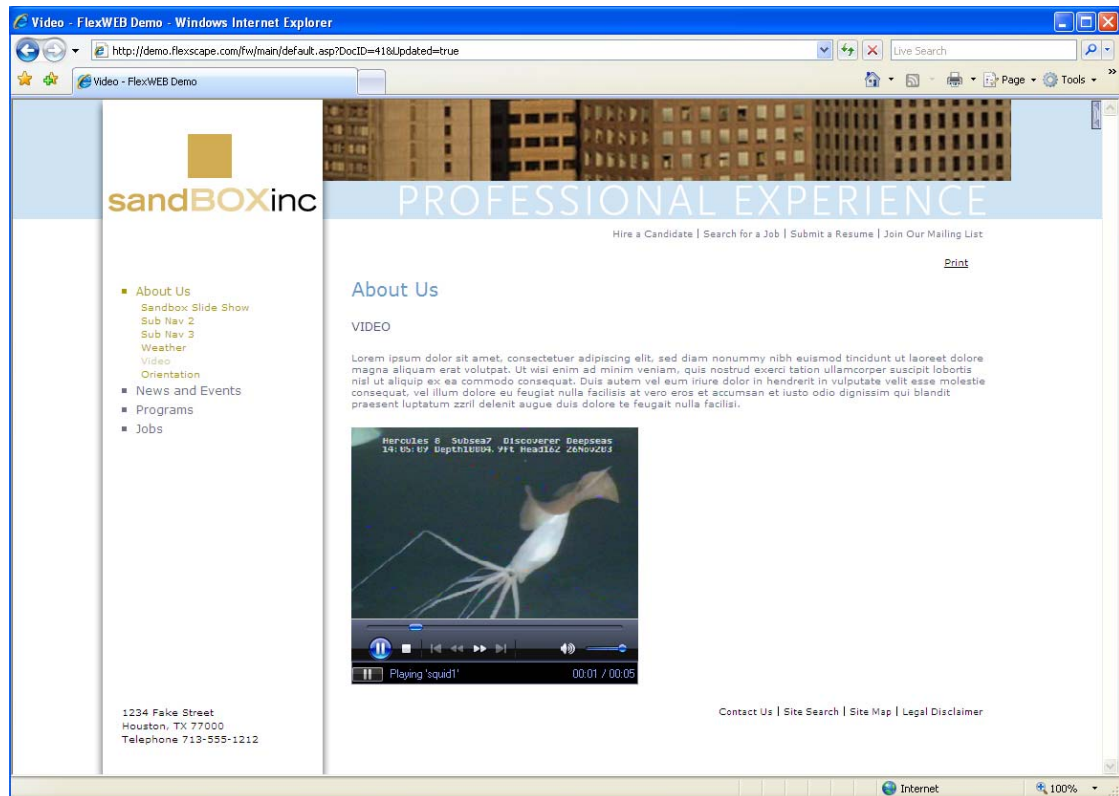 Video - FlexWEB Demo - Windows Internet Explorer
http://demo.flexscape.com/fw/main/default.asp?DocID=418&Updated=true
Live Search
Video - FlexWEB Demo
Page
Tools
sandBOXinc
PROFESSIONAL EXPERIENCE
Hire a Candidate | Search for a Job | Submit a Resume | Join Our Mailing List
Print
About Us
Sandbox Slide Show
Sub Nav 2
Sub Nav 3
Weather
Video
Orientation
News and Events
Programs
Jobs
About Us
VIDEO
Lorem ipsum dolor sit amet, consectetuer adipiscing elit, sed diam nonummy nibh euismod tincidunt ut laoreet dolore
magna aliquam erat volutpat. Ut wisi enim ad minim veniam, quis nostrud exerci tation ullamcorper suscipit lobortis
nisl ut aliquip ex ea commodo consequat. Duis autem vel eum iriure dolor in hendrerit in vulputate velit esse molestie
consequat, vel illum dolore eu feugiat nulla facilisis at vero eros et accumsan et iusto odio dignissim qui blandit
praesent luptatum zzril delenit augue duis dolore te feugait nulla facilisi.
Hercules 8 Subsea7 Discoverer Deepseas
14:05:09
Playing 'squid1'
00:01 / 00:05
1234 Fake Street
Houston, TX 77000
Telephone 713-555-1212
Contact Us | Site Search | Site Map | Legal Disclaimer
Internet
100%